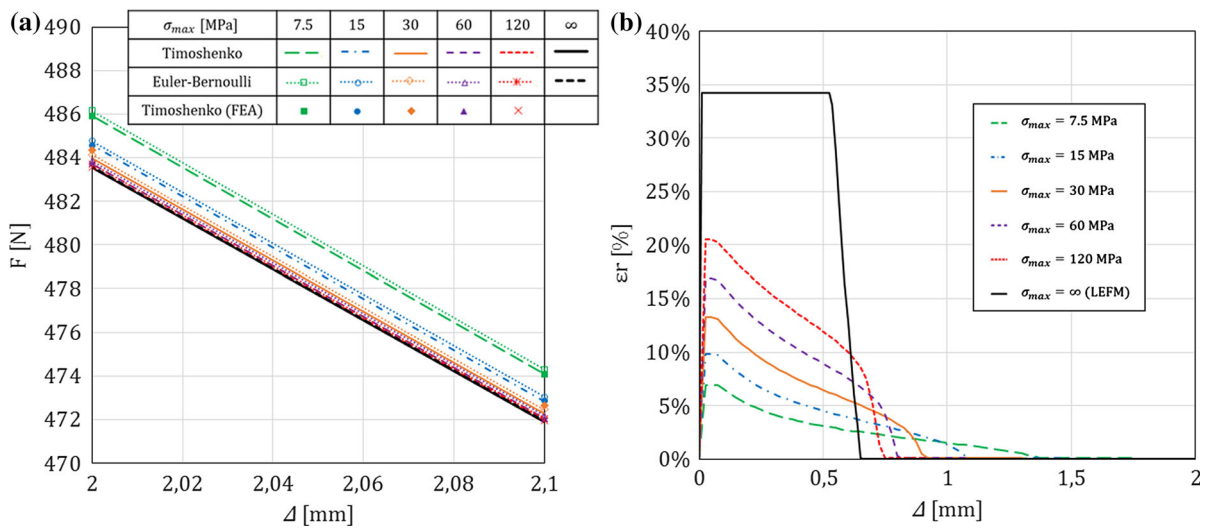 (a)
F [N]
490
488
486
484
482
480
478
476
474
472
470
σmax [MPa] 7.5 15 30 60 120 ∞
Timoshenko
Euler-Bernoulli
Timoshenko (FEA)
2 2,02 2,04 2,06 2,08 2,1
Δ [mm]
(b)
εr [%]
40%
35%
30%
25%
20%
15%
10%
5%
0%
σmax = 7.5 MPa
σmax = 15 MPa
σmax = 30 MPa
σmax = 60 MPa
σmax = 120 MPa
σmax = ∞ (LEFM)
0 0,5 1 1,5 2
Δ [mm]